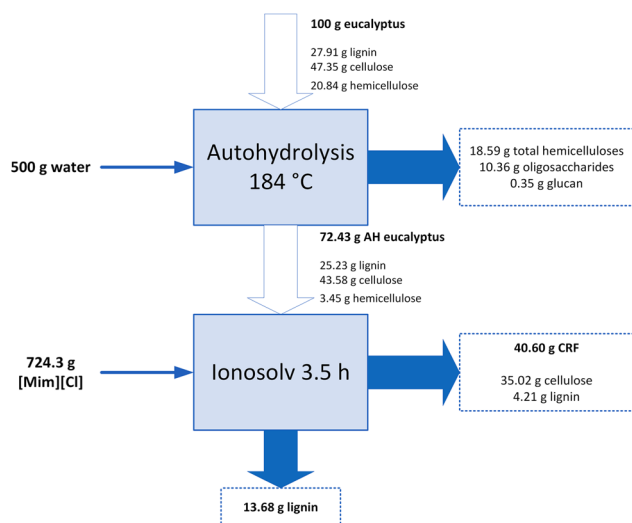 100 g eucalyptus
27.91 g lignin
47.35 g cellulose
20.84 g hemicellulose
500 g water
Autohydrolysis
184 °C
18.59 g total hemicelluloses
10.36 g oligosaccharides
0.35 g glucan
72.43 g AH eucalyptus
25.23 g lignin
43.58 g cellulose
3.45 g hemicellulose
724.3 g
[Mim][Cl]
Ionosolv 3.5 h
40.60 g CRF
35.02 g cellulose
4.21 g lignin
13.68 g lignin